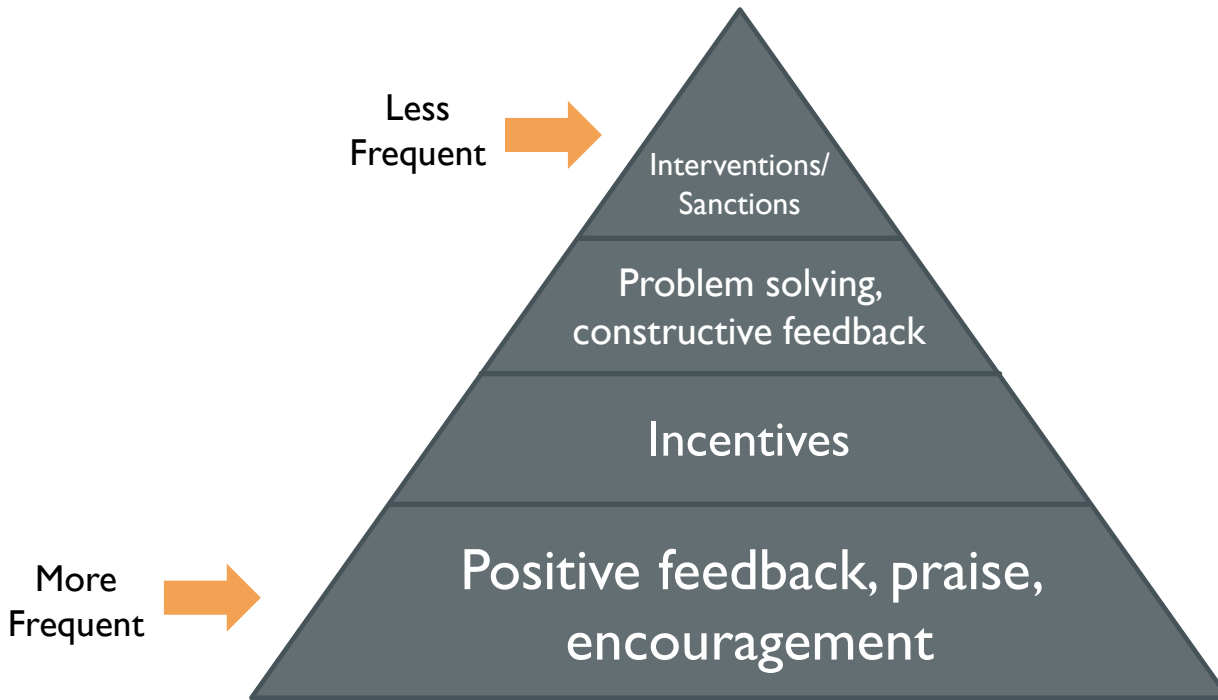 Less
Frequent
Interventions/
Sanctions
Problem solving,
constructive feedback
Incentives
More
Frequent
Positive feedback, praise,
encouragement